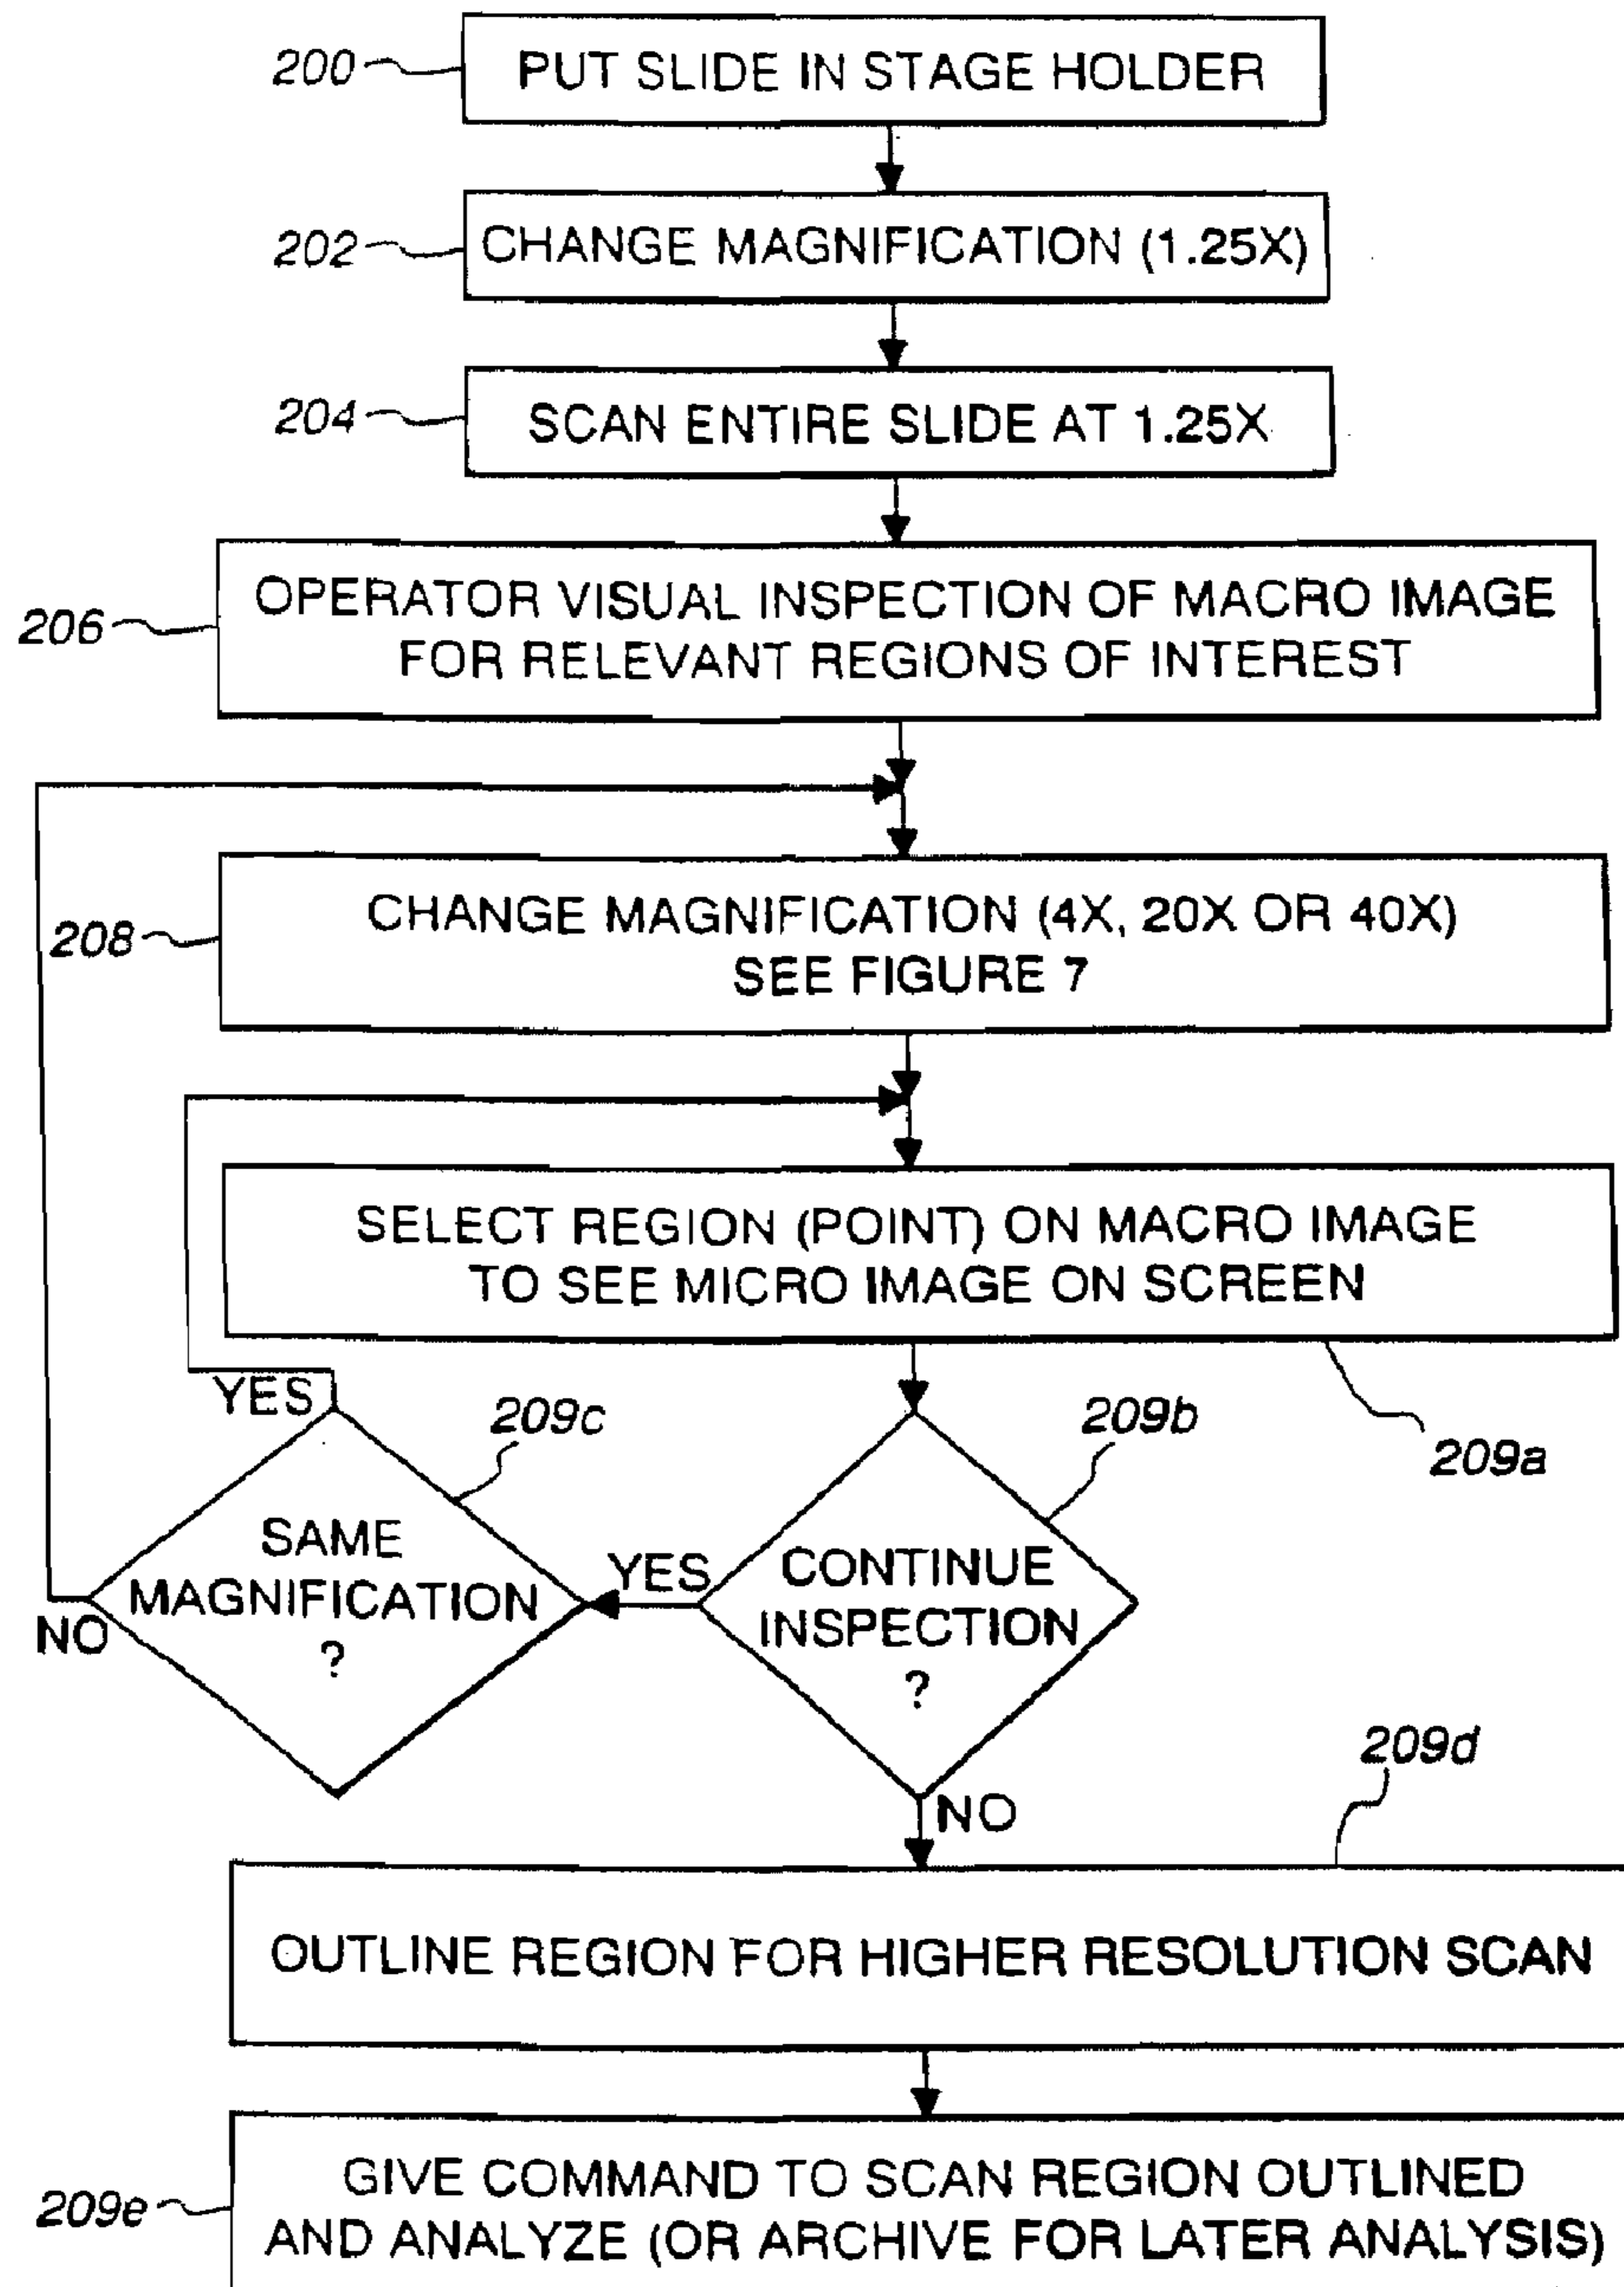 200
PUT SLIDE IN STAGE HOLDER
202
CHANGE MAGNIFICATION (1.25X)
204
SCAN ENTIRE SLIDE AT 1.25X
206
OPERATOR VISUAL INSPECTION OF MACRO IMAGE
FOR RELEVANT REGIONS OF INTEREST
208
CHANGE MAGNIFICATION (4X, 20X OR 40X)
SEE FIGURE 7
SELECT REGION (POINT) ON MACRO IMAGE
TO SEE MICRO IMAGE ON SCREEN
209a
YES
209c
209b
SAME
MAGNIFICATION
?
NO
YES
CONTINUE
INSPECTION
?
NO
209d
OUTLINE REGION FOR HIGHER RESOLUTION SCAN
209e
GIVE COMMAND TO SCAN REGION OUTLINED
AND ANALYZE (OR ARCHIVE FOR LATER ANALYSIS)